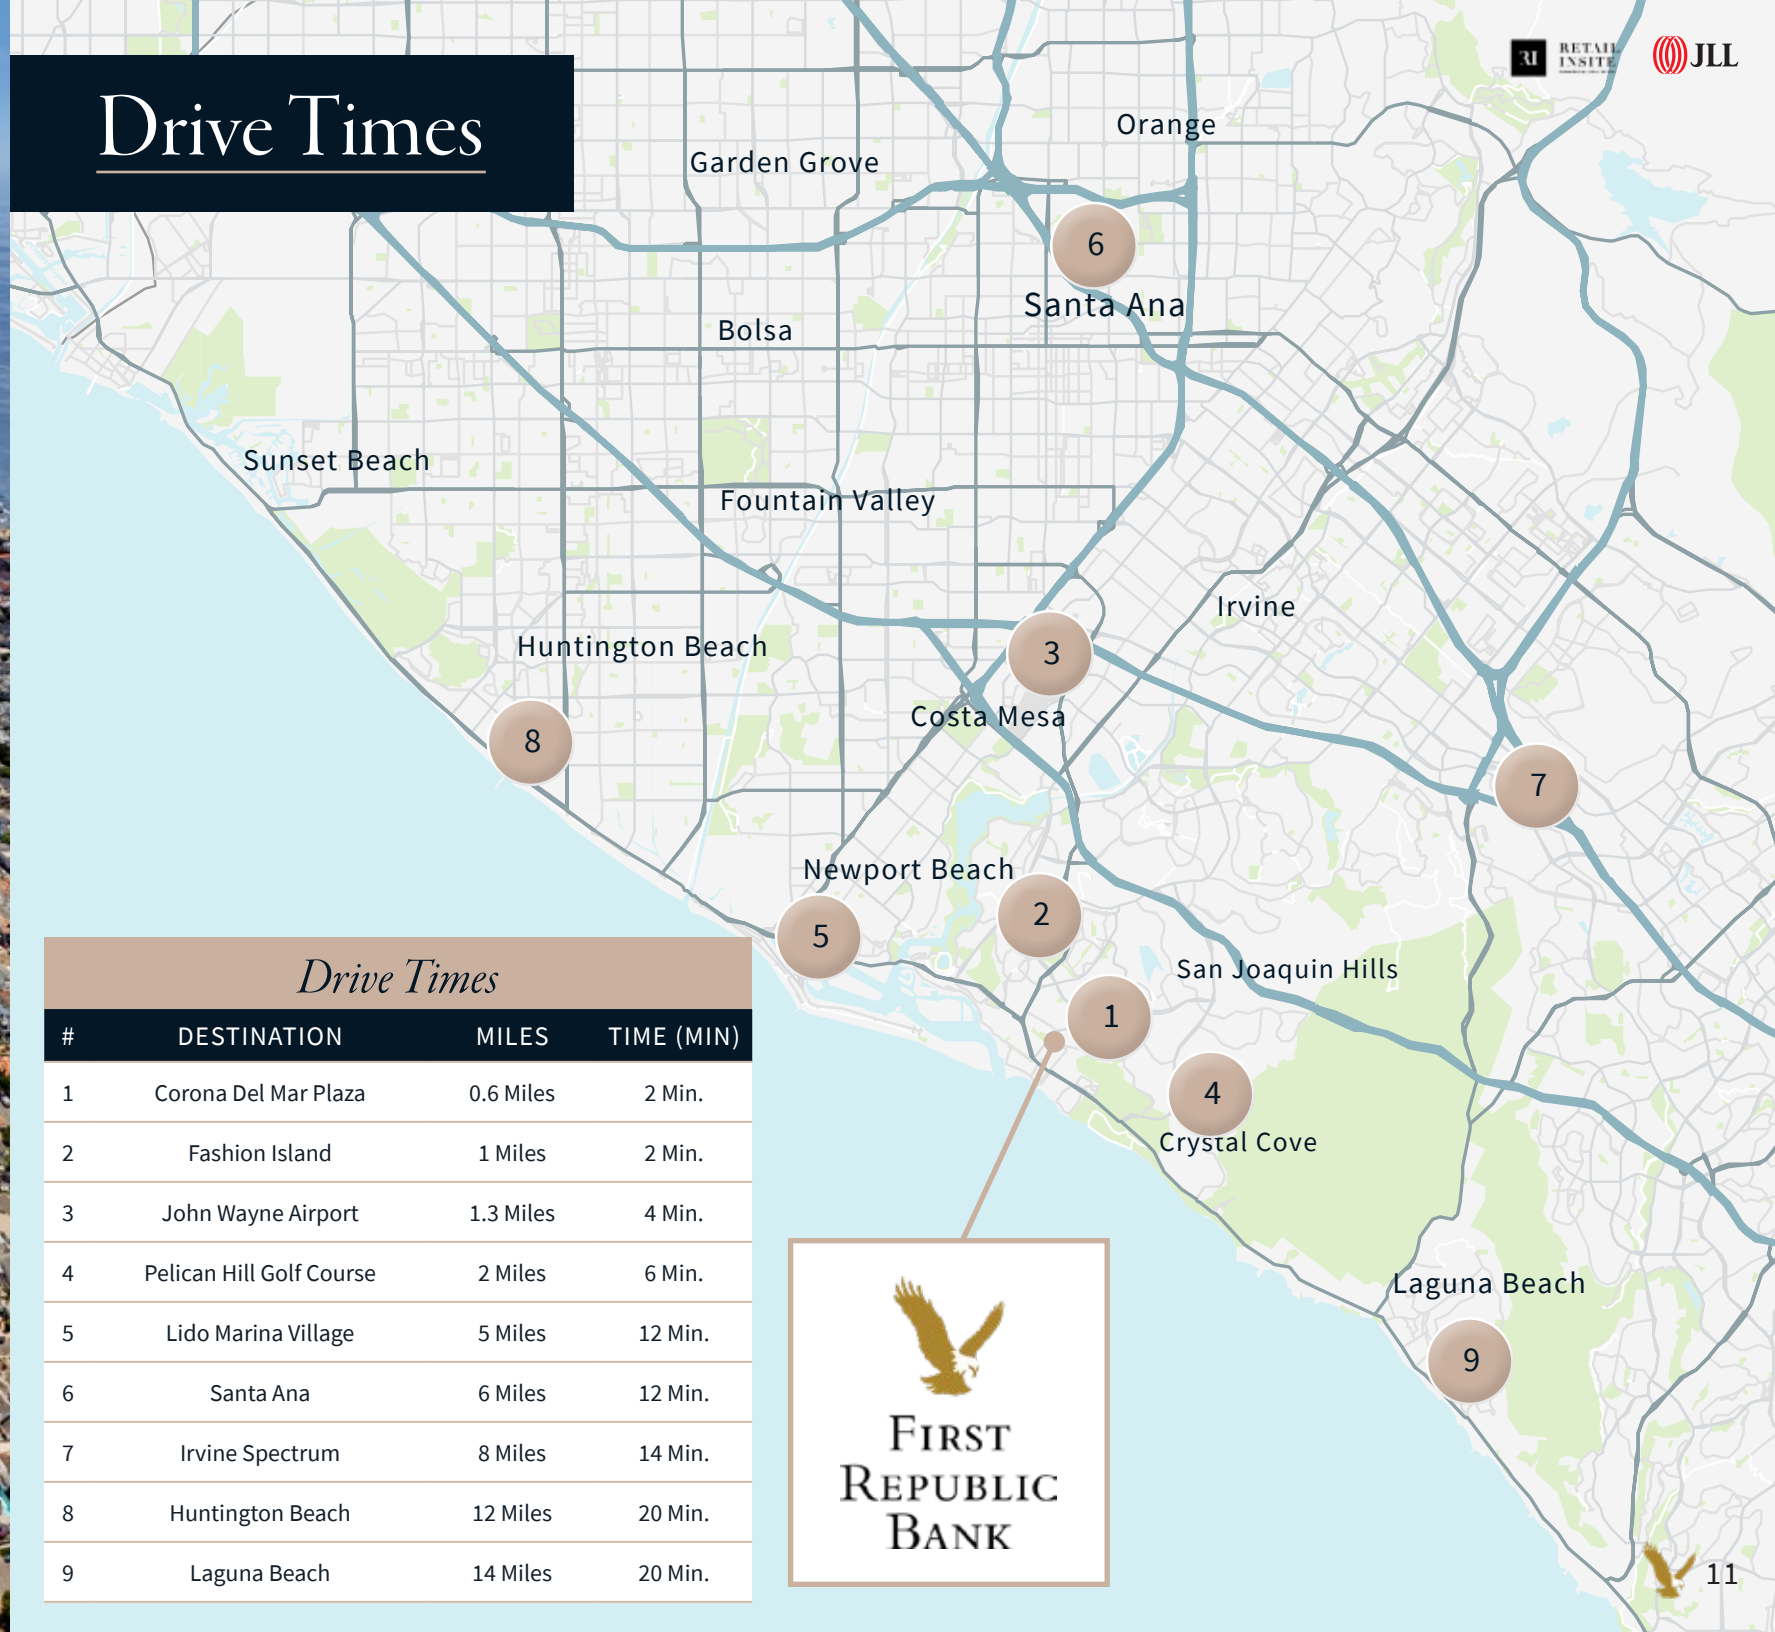 Drive Times
RI
RETAIL
INSITE
JLL
Orange
Garden Grove
6
Santa Ana
Bolsa
Sunset Beach
Fountain Valley
Irvine
Huntington Beach
3
Costa Mesa
8
7
Newport Beach
2
5
San Joaquin Hills
1
4
Crystal Cove
Laguna Beach
9
Drive Times
# DESTINATION MILES TIME (MIN)
1 Corona Del Mar Plaza 0.6 Miles 2 Min.
2 Fashion Island 1 Miles 2 Min.
3 John Wayne Airport 1.3 Miles 4 Min.
4 Pelican Hill Golf Course 2 Miles 6 Min.
5 Lido Marina Village 5 Miles 12 Min.
6 Santa Ana 6 Miles 12 Min.
7 Irvine Spectrum 8 Miles 14 Min.
8 Huntington Beach 12 Miles 20 Min.
9 Laguna Beach 14 Miles 20 Min.
FIRST
REPUBLIC
BANK
11